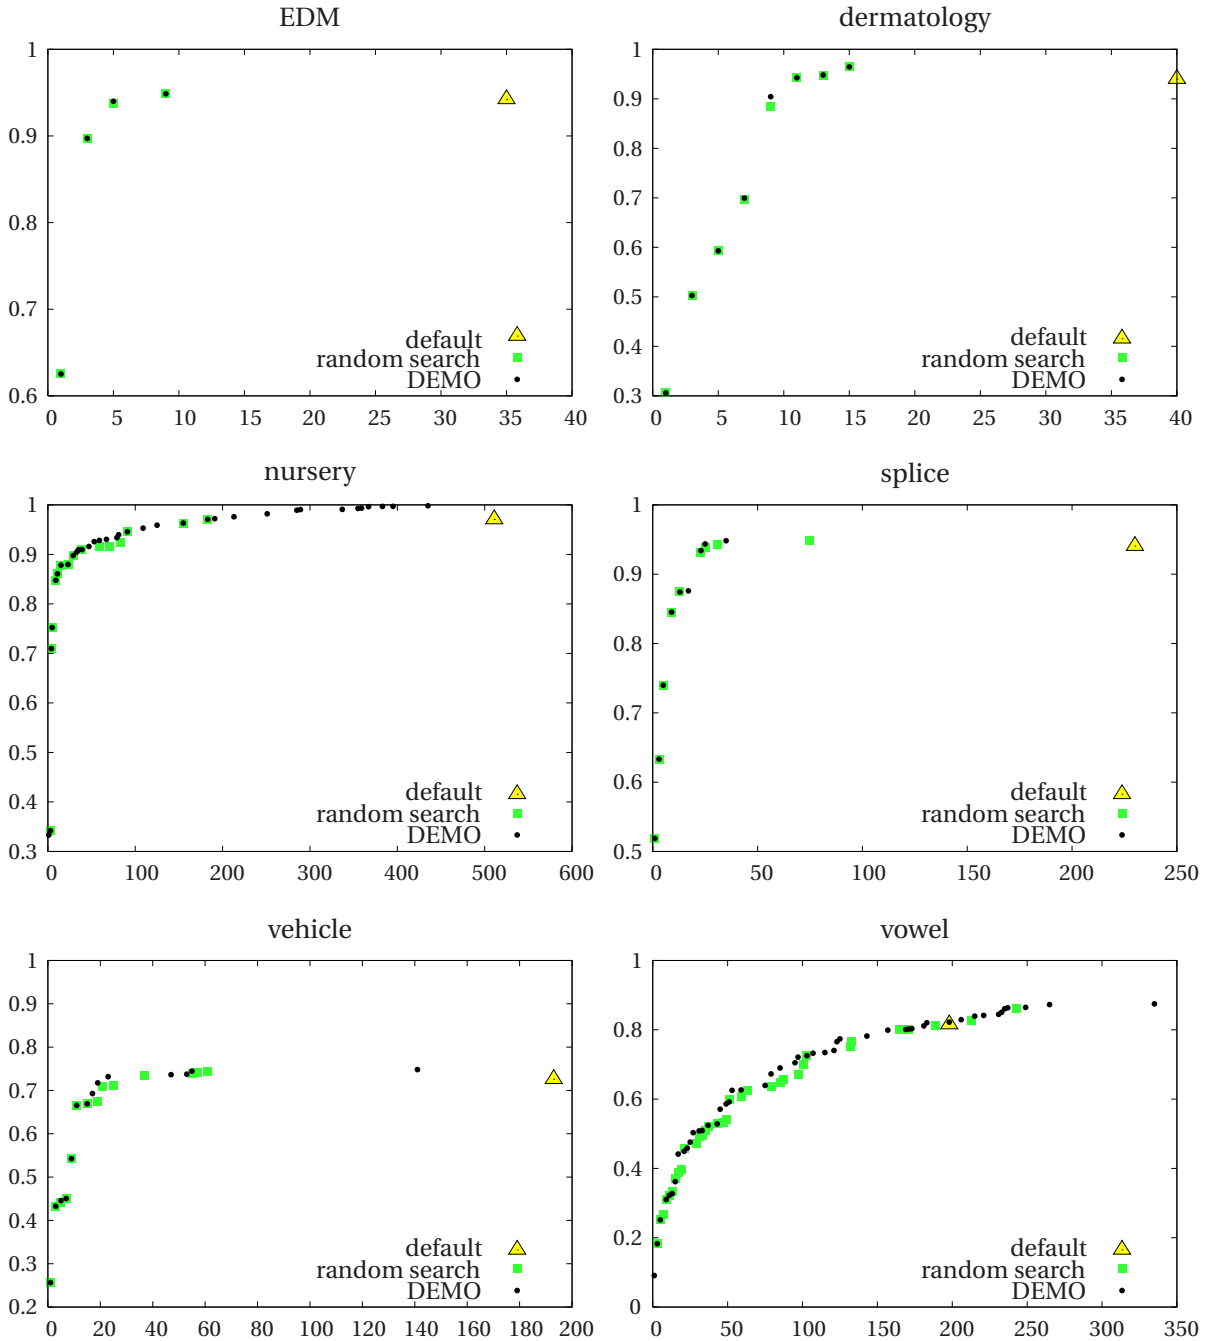 EDM
1
0.9
0.8
0.7
0.6
0 5 10 15 20 25 30 35 40
default
random search
DEMO
dermatology
1
0.9
0.8
0.7
0.6
0.5
0.4
0.3
0 5 10 15 20 25 30 35 40
default
random search
DEMO
nursery
1
0.9
0.8
0.7
0.6
0.5
0.4
0.3
0 100 200 300 400 500 600
default
random search
DEMO
splice
1
0.9
0.8
0.7
0.6
0.5
0 50 100 150 200 250
default
random search
DEMO
vehicle
1
0.9
0.8
0.7
0.6
0.5
0.4
0.3
0.2
0 20 40 60 80 100 120 140 160 180 200
default
random search
DEMO
vowel
1
0.8
0.6
0.4
0.2
0
0 50 100 150 200 250 300 350
default
random search
DEMO